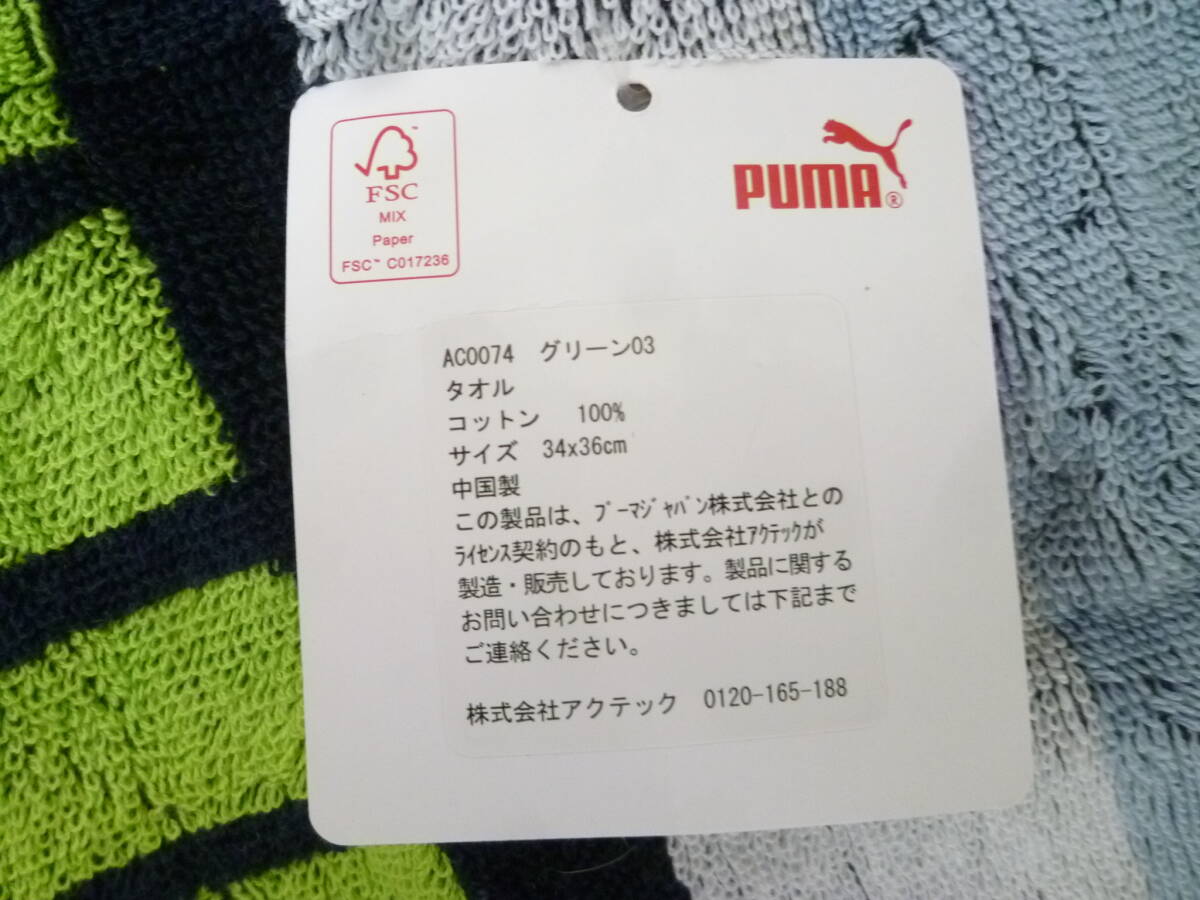 FSC™
MIX
Paper
FSC™ C017236
PUMA®
AC0074 グリーン03
タオル
コットン 100%
サイズ 34x36cm
中国製
この製品は、プーマジャパン株式会社との
ライセンス契約のもと、株式会社アクテックが
製造・販売しております。製品に関する
お問い合わせにつきましては下記まで
ご連絡ください。
株式会社アクテック 0120-165-188